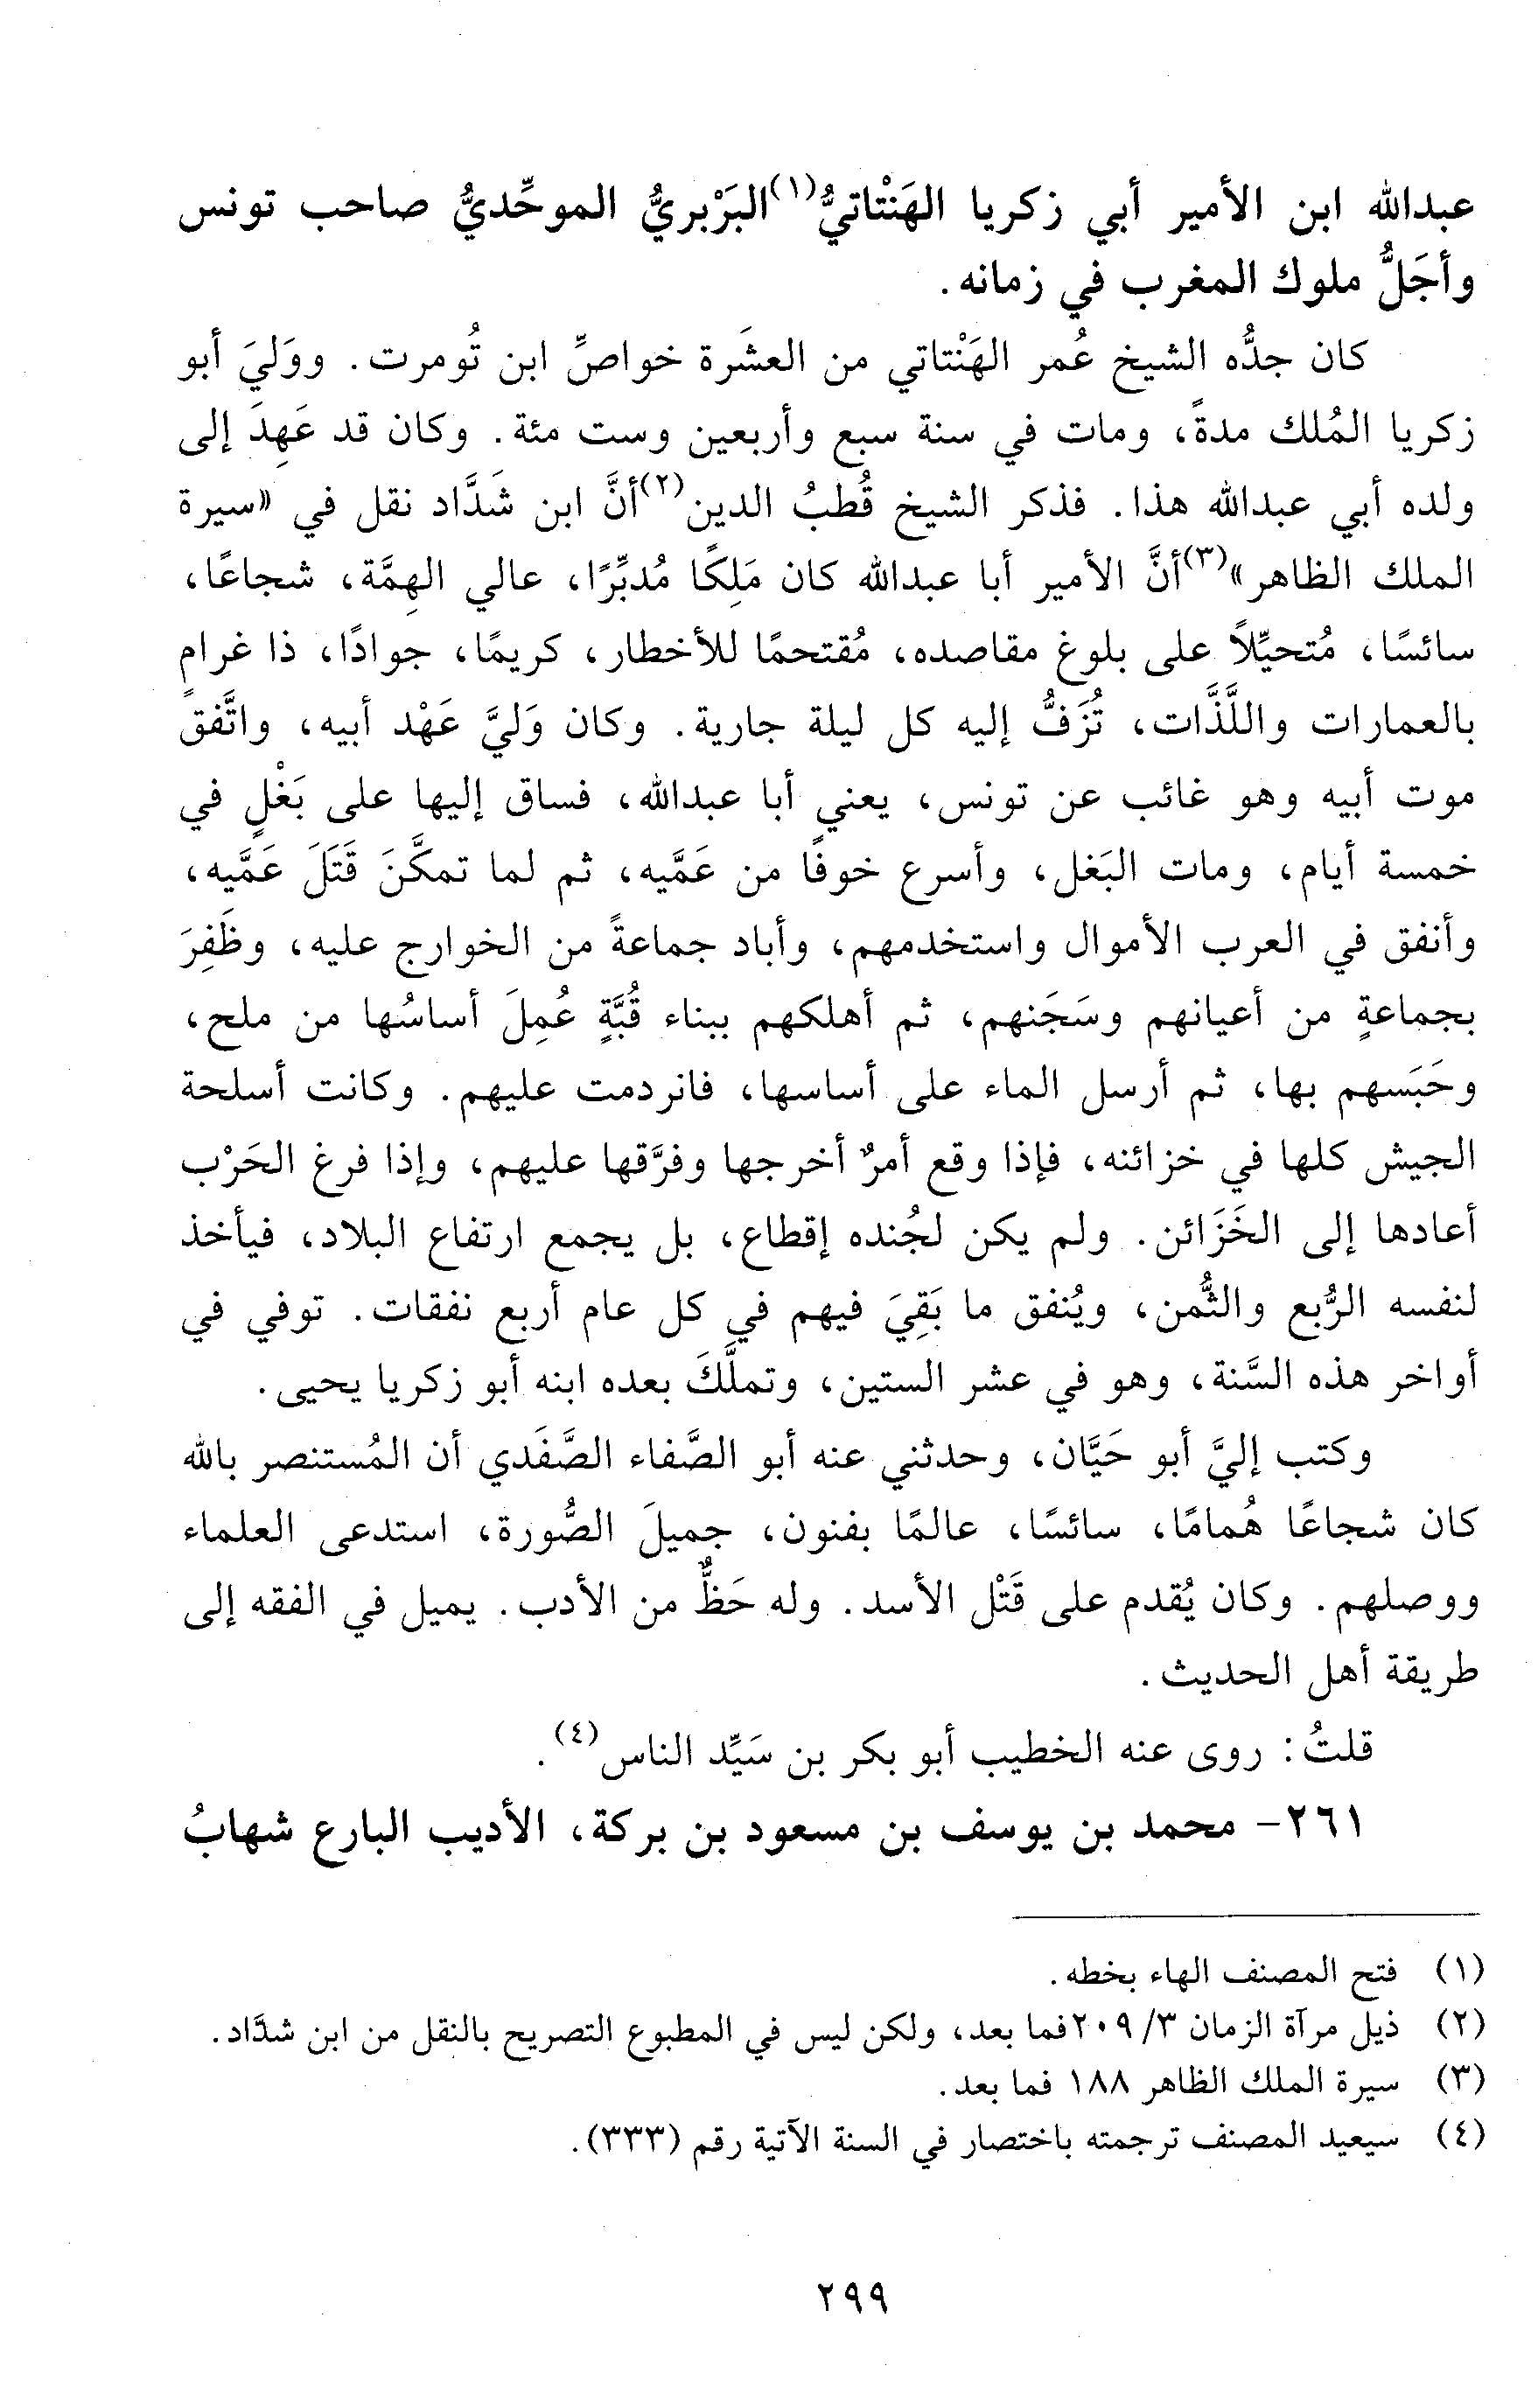 عبدالله ابن الأمير أبي زكريا الهَنْتاتيُّ(١) البَرْبريُّ الموحِّديُّ صاحب تونس
وأجَلُّ ملوك المغرب في زمانه.
كان جدُّه الشيخ عُمر الهَنْتاتي من العشَرة خواصِّ ابن تُومرت. ووَليَ أبو
زكريا المُلك مدةً، ومات في سنة سبع وأربعين وست مئة. وكان قد عَهِدَ إلى
ولده أبي عبدالله هذا. فذكر الشيخ قُطبُ الدين(٢) أنَّ ابن شَدَّاد نقل في «سيرة
الملك الظاهر»(٣) أنَّ الأمير أبا عبدالله كان مَلِكًا مُدبِّرًا، عالي الهِمَّة، شجاعًا،
سائسًا، مُتحيِّلاً على بلوغ مقاصده، مُقتحمًا للأخطار، كريمًا، جوادًا، ذا غرامٍ
بالعمارات واللَّذَّات، تُزَفُّ إليه كل ليلة جارية. وكان وَليَّ عَهْد أبيه، واتَّفق
موت أبيه وهو غائب عن تونس، يعني أبا عبدالله، فساق إليها على بَغْلٍ في
خمسة أيام، ومات البَغل، وأسرع خوفًا من عَمَّيه، ثم لما تمكَّنَ قَتَلَ عَمَّيه،
وأنفق في العرب الأموال واستخدمهم، وأباد جماعةً من الخوارج عليه، وظَفِرَ
بجماعةٍ من أعيانهم وسَجَنهم، ثم أهلكهم ببناء قُبَّةٍ عُمِلَ أساسُها من ملح،
وحَبَسهم بها، ثم أرسل الماء على أساسها، فانردمت عليهم. وكانت أسلحة
الجيش كلها في خزائنه، فإذا وقع أمرٌ أخرجها وفرَّقها عليهم، وإذا فرغ الحَرْب
أعادها إلى الخَزَائن. ولم يكن لجُنده إقطاع، بل يجمع ارتفاع البلاد، فيأخذ
لنفسه الرُّبع والثُّمن، ويُنفق ما بَقِيَ فيهم في كل عام أربع نفقات. توفي في
أواخر هذه السَّنة، وهو في عشر الستين، وتملَّكَ بعده ابنه أبو زكريا يحيى.
وكتب إليَّ أبو حَيَّان، وحدثني عنه أبو الصَّفاء الصَّفَدي أن المُستنصر بالله
كان شجاعًا هُمامًا، سائسًا، عالمًا بفنون، جميلَ الصُّورة، استدعى العلماء
ووصلهم. وكان يُقدم على قَتْل الأسد. وله حَظٌّ من الأدب. يميل في الفقه إلى
طريقة أهل الحديث.
قلتُ: روى عنه الخطيب أبو بكر بن سَيِّد الناس(٤).
٢٦١- محمد بن يوسف بن مسعود بن بركة، الأديب البارع شهابُ
(١) فتح المصنف الهاء بخطه.
(٢) ذيل مرآة الزمان ٣/ ٢٠٩ فما بعد، ولكن ليس في المطبوع التصريح بالنقل من ابن شدَّاد.
(٣) سيرة الملك الظاهر ١٨٨ فما بعد.
(٤) سيعيد المصنف ترجمته باختصار في السنة الآتية رقم (٣٣٣).
٢٩٩